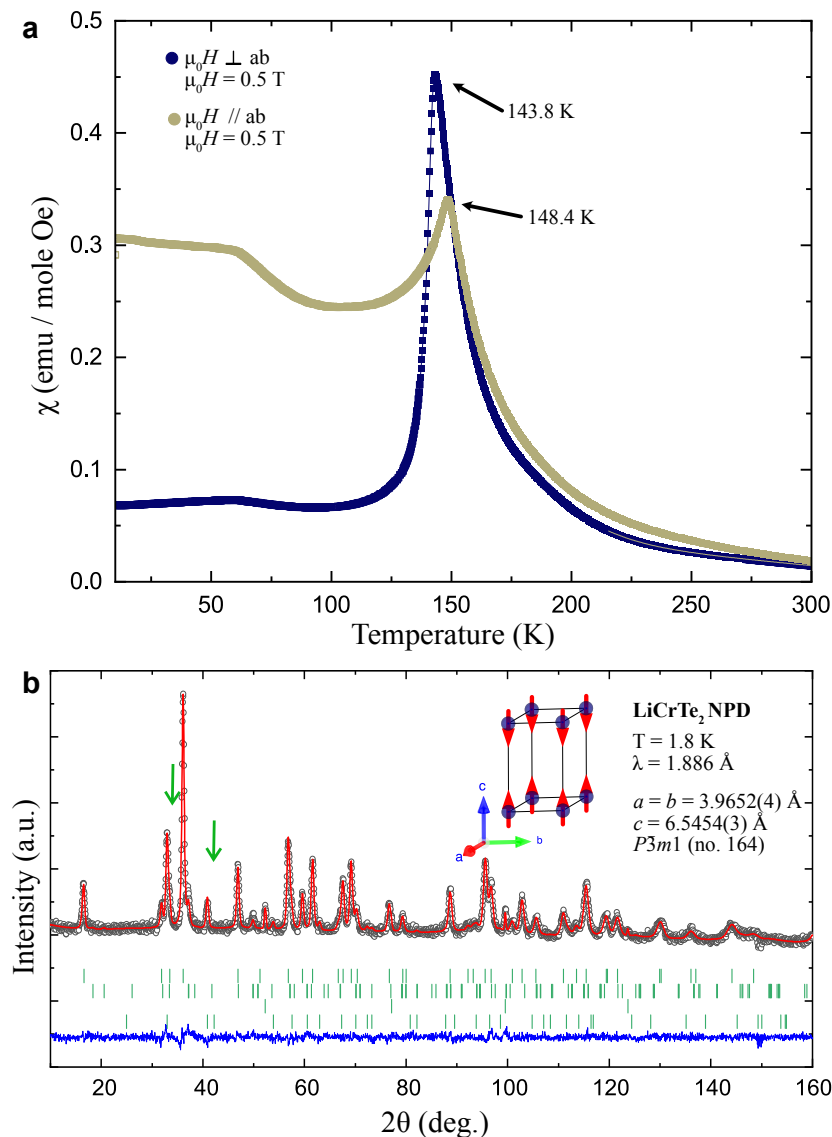 a
0.5
0.4
0.3
0.2
0.1
0.0
χ (emu / mole Oe)
μ₀H ⊥ ab
μ₀H = 0.5 T
μ₀H // ab
μ₀H = 0.5 T
143.8 K
148.4 K
50 100 150 200 250 300
Temperature (K)
b
LiCrTe₂ NPD
T = 1.8 K
λ = 1.886 Å
a = b = 3.9652(4) Å
c = 6.5454(3) Å
P3̅m1 (no. 164)
c
a
b
Intensity (a.u.)
20 40 60 80 100 120 140 160
2θ (deg.)